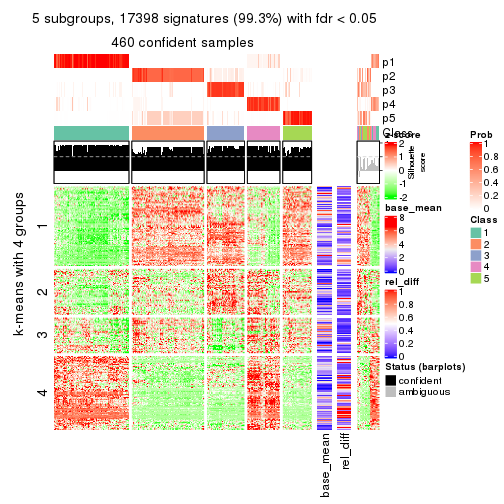 5 subgroups, 17398 signatures (99.3%) with fdr < 0.05
460 confident samples
p1
p2
p3
p4
p5
Class
z-score
2
1
0
-1
-2
Silhouette
score
Prob
1
0.8
0.6
0.4
0.2
0
base_mean
8
6
4
2
0
Class
1
2
3
4
5
rel_diff
1
0.8
0.6
0.4
0.2
0
Status (barplots)
confident
ambiguous
k-means with 4 groups
1
2
3
4
base_mean
rel_diff